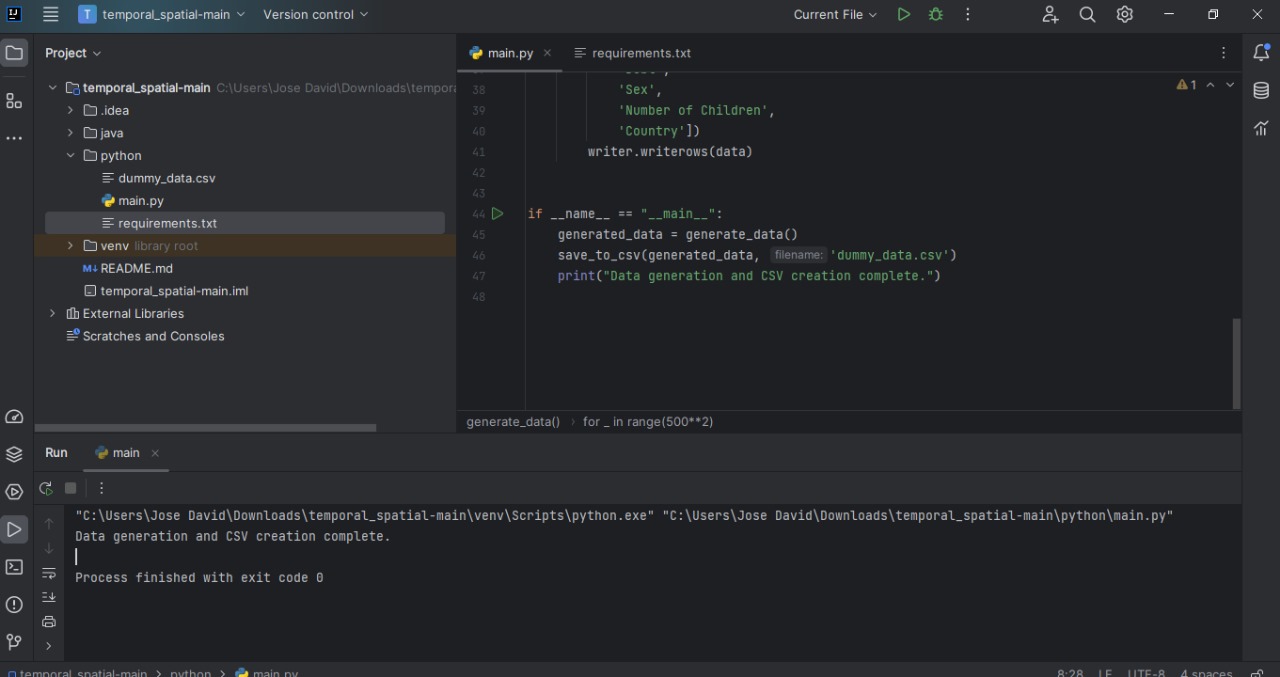 temporal_spatial-main
Version control
Current File
Project
main.py
requirements.txt
temporal_spatial-main C:\Users\Jose David\Downloads\tempora
.idea
java
python
dummy_data.csv
main.py
requirements.txt
venv library root
README.md
temporal_spatial-main.iml
External Libraries
Scratches and Consoles
38 'Sex',
39 'Number of Children',
40 'Country'])
41 writer.writerows(data)
42
43
44 if __name__ == "__main__":
45 generated_data = generate_data()
46 save_to_csv(generated_data, filename: 'dummy_data.csv')
47 print("Data generation and CSV creation complete.")
48
1
generate_data() › for _ in range(500**2)
Run
main
"C:\Users\Jose David\Downloads\temporal_spatial-main\venv\Scripts\python.exe" "C:\Users\Jose David\Downloads\temporal_spatial-main\python\main.py"
Data generation and CSV creation complete.
Process finished with exit code 0
temporal_spatial-main > python > main.py
8:28 LF UTF-8 4 spaces